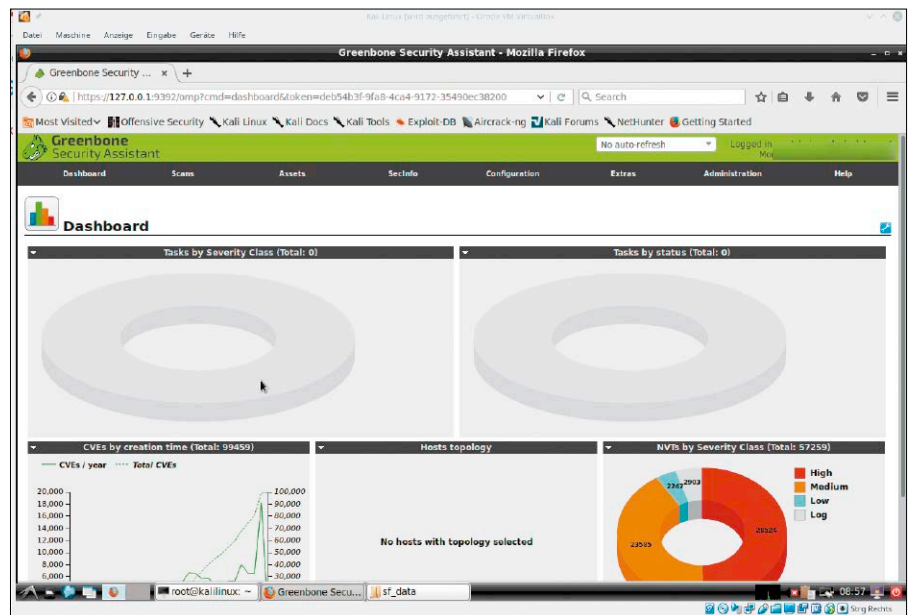 Kali Linux [wird ausgeführt] - Oracle VM VirtualBox
Datei Maschine Anzeige Eingabe Geräte Hilfe
Greenbone Security Assistant - Mozilla Firefox
Greenbone Security ... × +
https://127.0.0.1:9392/omp?cmd=dashboard&token=deb54b3f-9fa8-4ca4-9172-35490ec38200 Search
Most Visited Offensive Security Kali Linux Kali Docs Kali Tools Exploit-DB Aircrack-ng Kali Forums NetHunter Getting Started
Greenbone
Security Assistant
No auto-refresh
Logged in
Dashboard Scans Assets SecInfo Configuration Extras Administration Help
Dashboard
Tasks by Severity Class (Total: 0)
Tasks by status (Total: 0)
CVEs by creation time (Total: 99459)
Hosts topology
NVTs by Severity Class (Total: 57259)
CVEs / year Total CVEs
20,000
18,000
16,000
14,000
12,000
10,000
8,000
6,000
100,000
90,000
80,000
70,000
60,000
50,000
40,000
30,000
No hosts with topology selected
2247
2903
23585
28524
High
Medium
Low
Log
root@kalilinux: ~ Greenbone Secu... sf_data 08:57
Strg Rechts